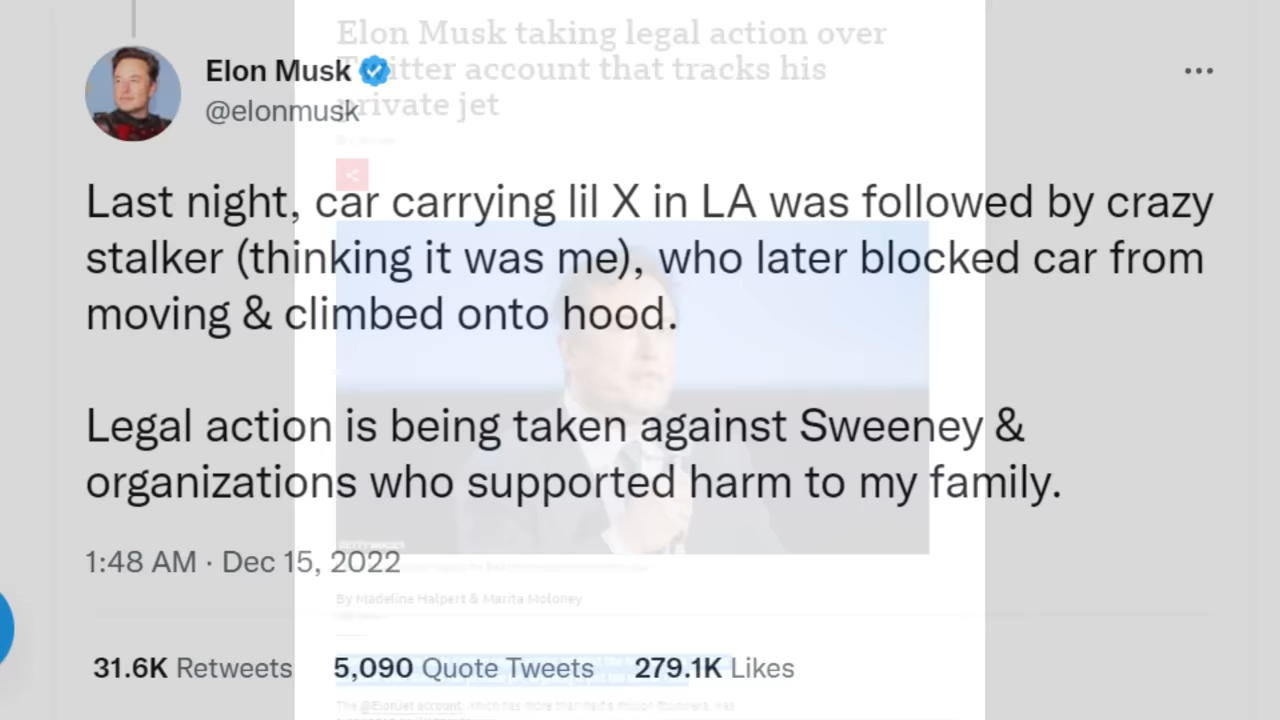 Elon Musk taking legal action over
Twitter account that tracks his
private jet
Elon Musk
@elonmusk
Last night, car carrying lil X in LA was followed by crazy
stalker (thinking it was me), who later blocked car from
moving & climbed onto hood.
Legal action is being taken against Sweeney &
organizations who supported harm to my family.
1:48 AM · Dec 15, 2022
By Madeline Halpert & Marita Moloney
31.6K Retweets 5,090 Quote Tweets 279.1K Likes
The @ElonJet account, which has more than half a million followers, was